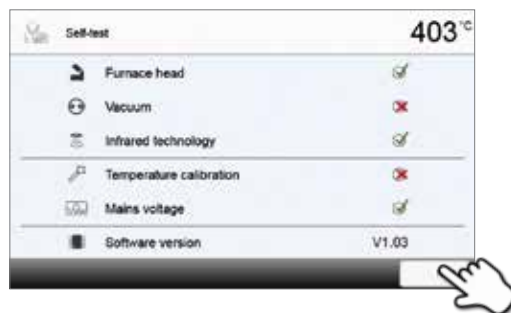 Self-test 403 °C
Furnace head
Vacuum
Infrared technology
Temperature calibration
Mains voltage
Software version V1.03